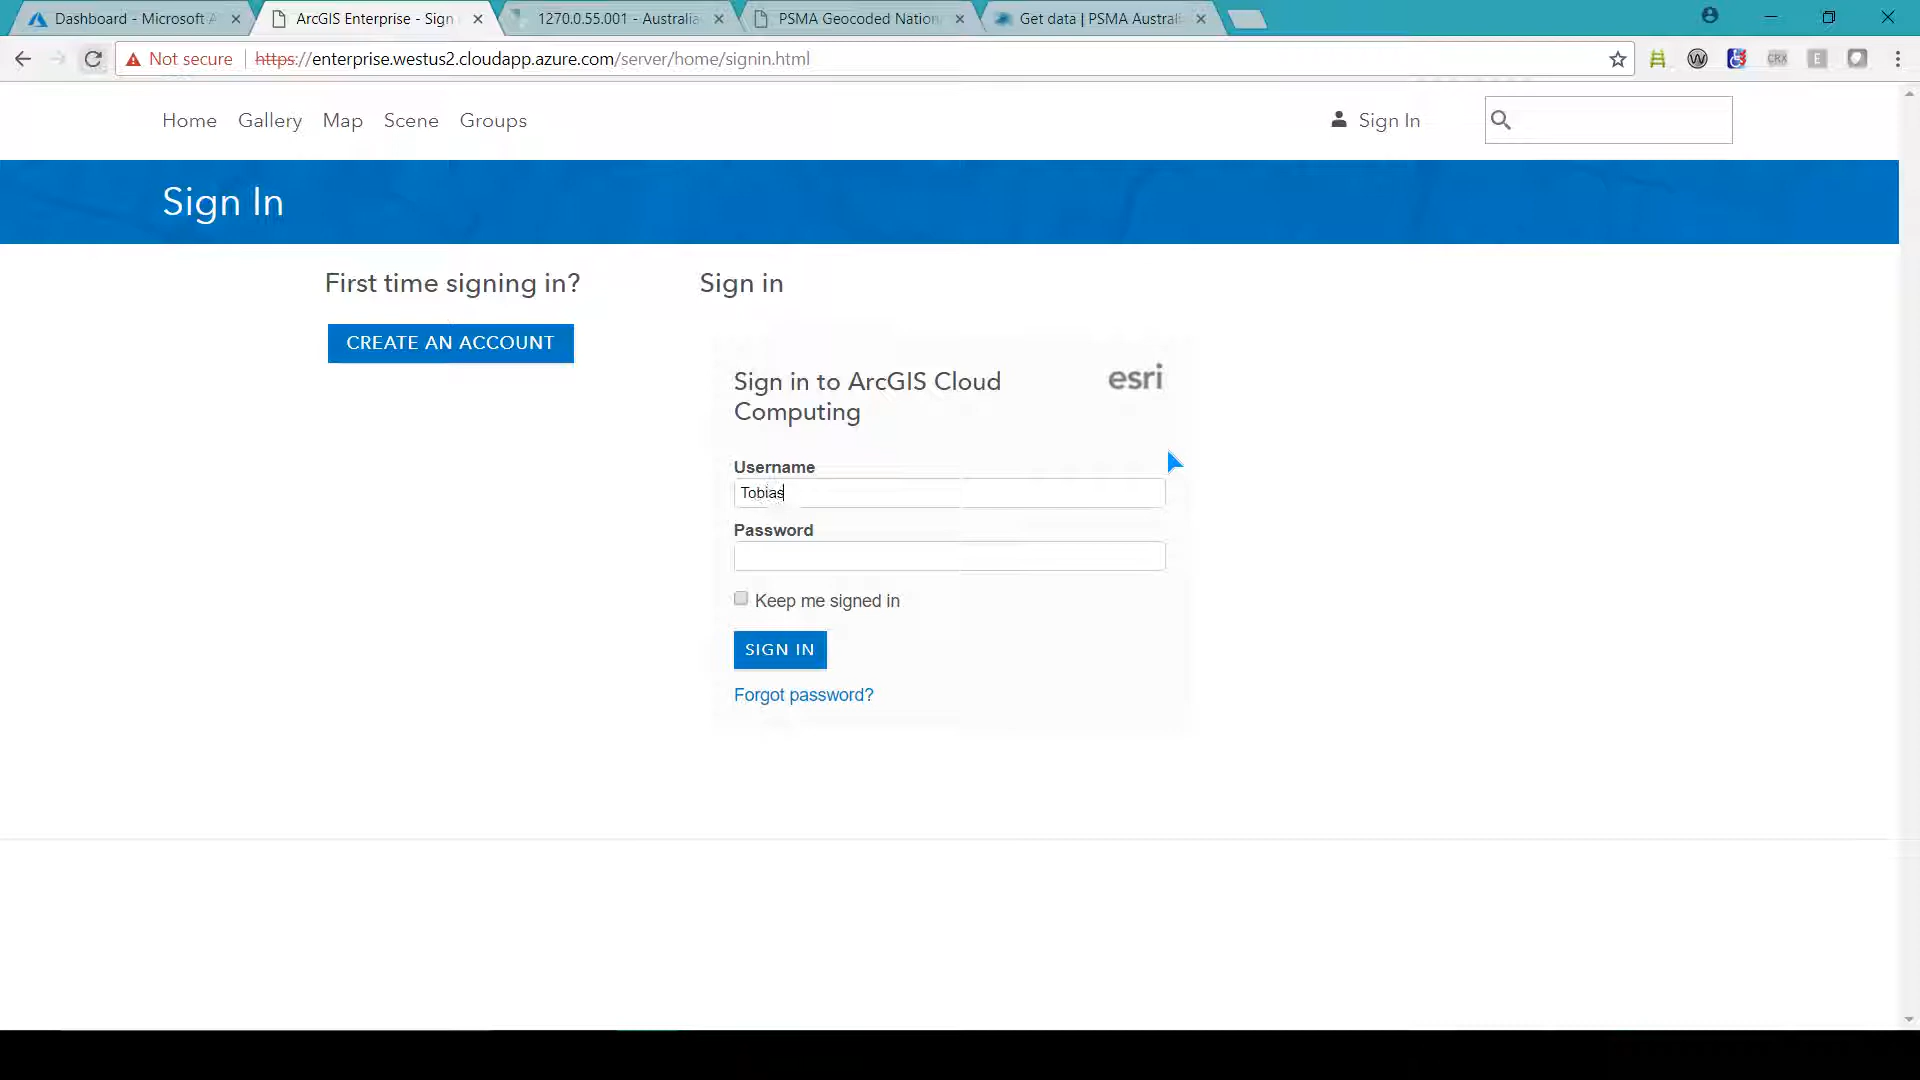 Dashboard - Microsoft A
ArcGIS Enterprise - Sign
1270.0.55.001 - Australia
PSMA Geocoded Nation
Get data | PSMA Austral
Not secure
https://enterprise.westus2.cloudapp.azure.com/server/home/signin.html
CRX
Home
Gallery
Map
Scene
Groups
Sign In
Sign In
First time signing in?
CREATE AN ACCOUNT
Sign in
Sign in to ArcGIS Cloud
Computing
esri
Username
Tobias
Password
Keep me signed in
SIGN IN
Forgot password?